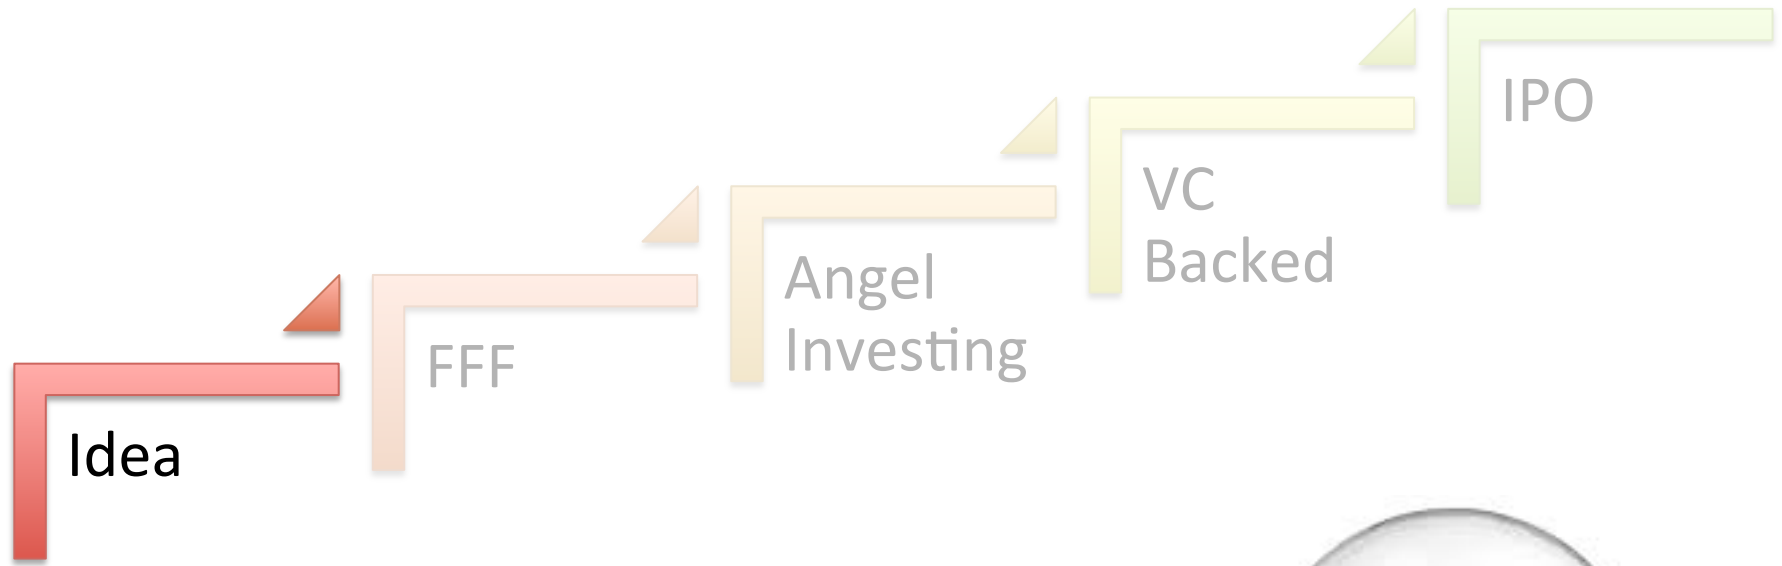 Idea
FFF
Angel
Investing
VC
Backed
IPO